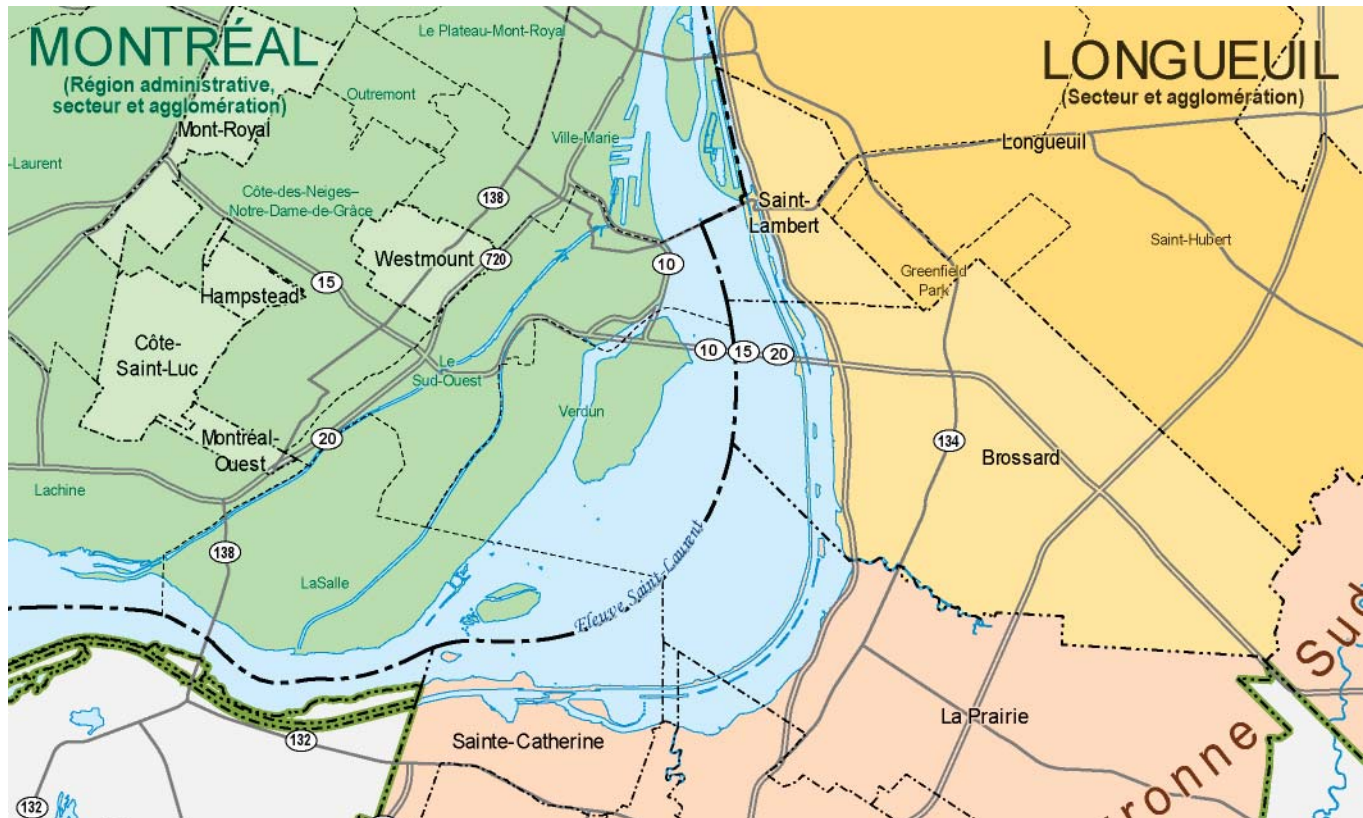 MONTRÉAL
(Région administrative,
secteur et agglomération)
Le Plateau-Mont-Royal
LONGUEUIL
(Secteur et agglomération)
Outremont
Mont-Royal
Ville-Marie
Longueuil
-Laurent
Côte-des-Neiges–
Notre-Dame-de-Grâce
138
Saint-
Lambert
Saint-Hubert
Westmount
720
10
Greenfield
Park
15
Hampstead
Côte-
Saint-Luc
10
15
20
Le
Sud-Ouest
Verdun
Montréal-
Ouest
20
134
Brossard
Lachine
138
LaSalle
Fleuve Saint-Laurent
Sud
La Prairie
132
Sainte-Catherine
ronne
132